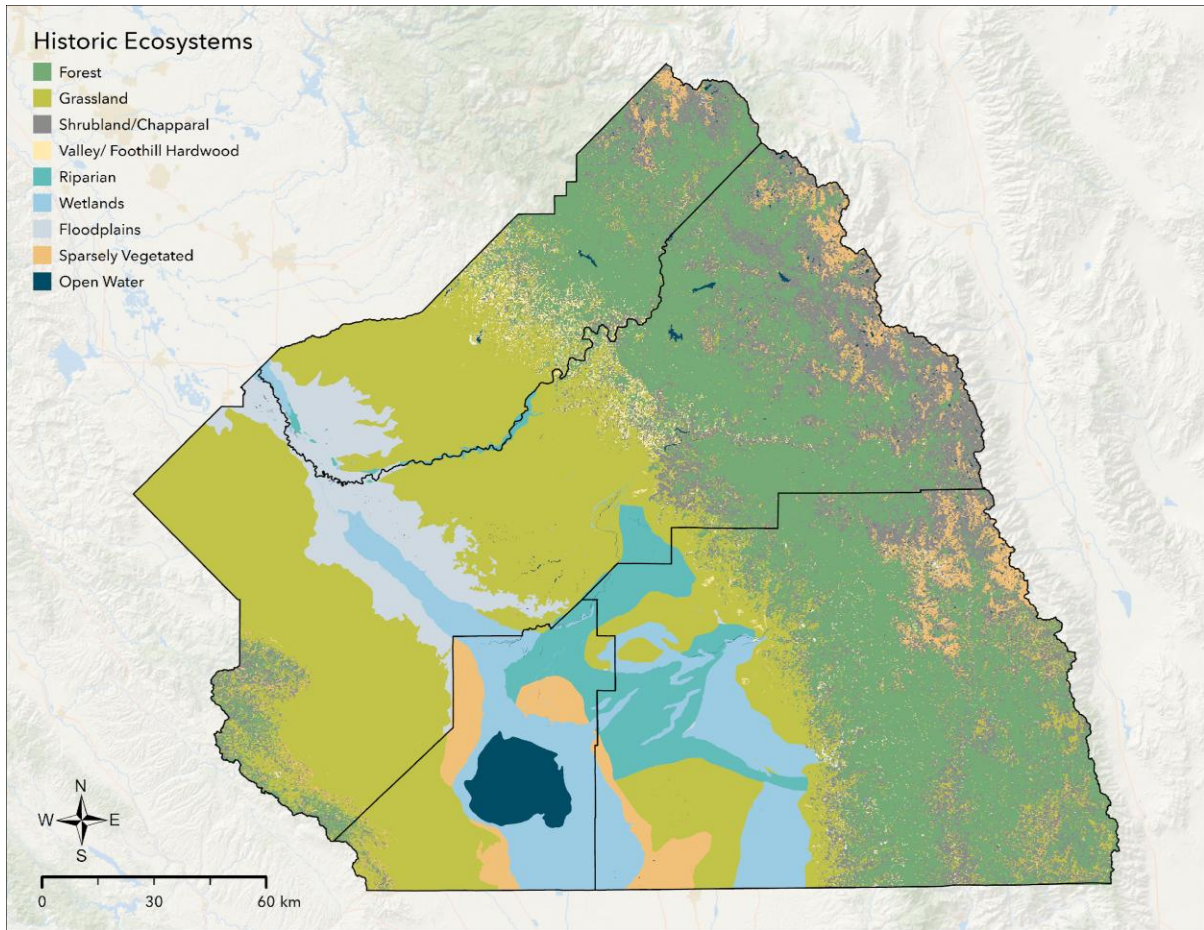 Historic Ecosystems
Forest
Grassland
Shrubland/Chapparal
Valley/ Foothill Hardwood
Riparian
Wetlands
Floodplains
Sparsely Vegetated
Open Water
N
W E
S
0 30 60 km